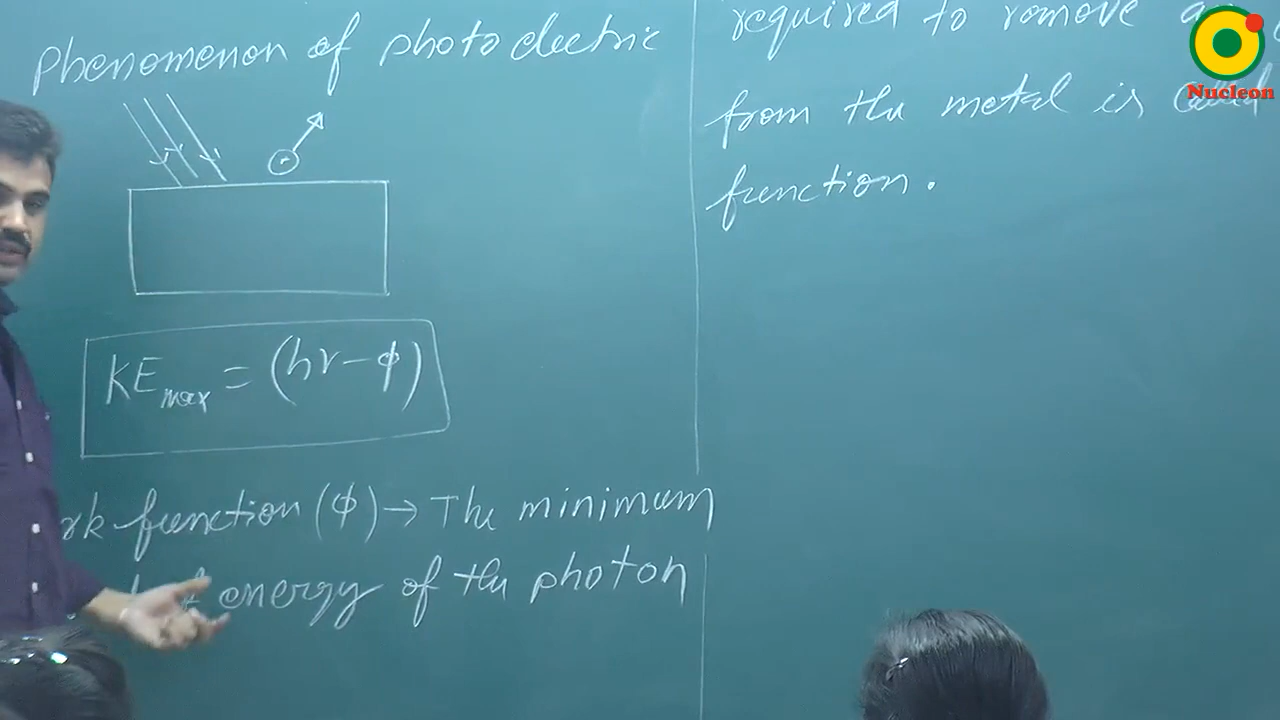 Phenomenon of photoelectric
KEmax = (hν − ϕ)
function (ϕ) → The minimum
energy of the photon
required to remove
from the metal is called
function.
Nucleon